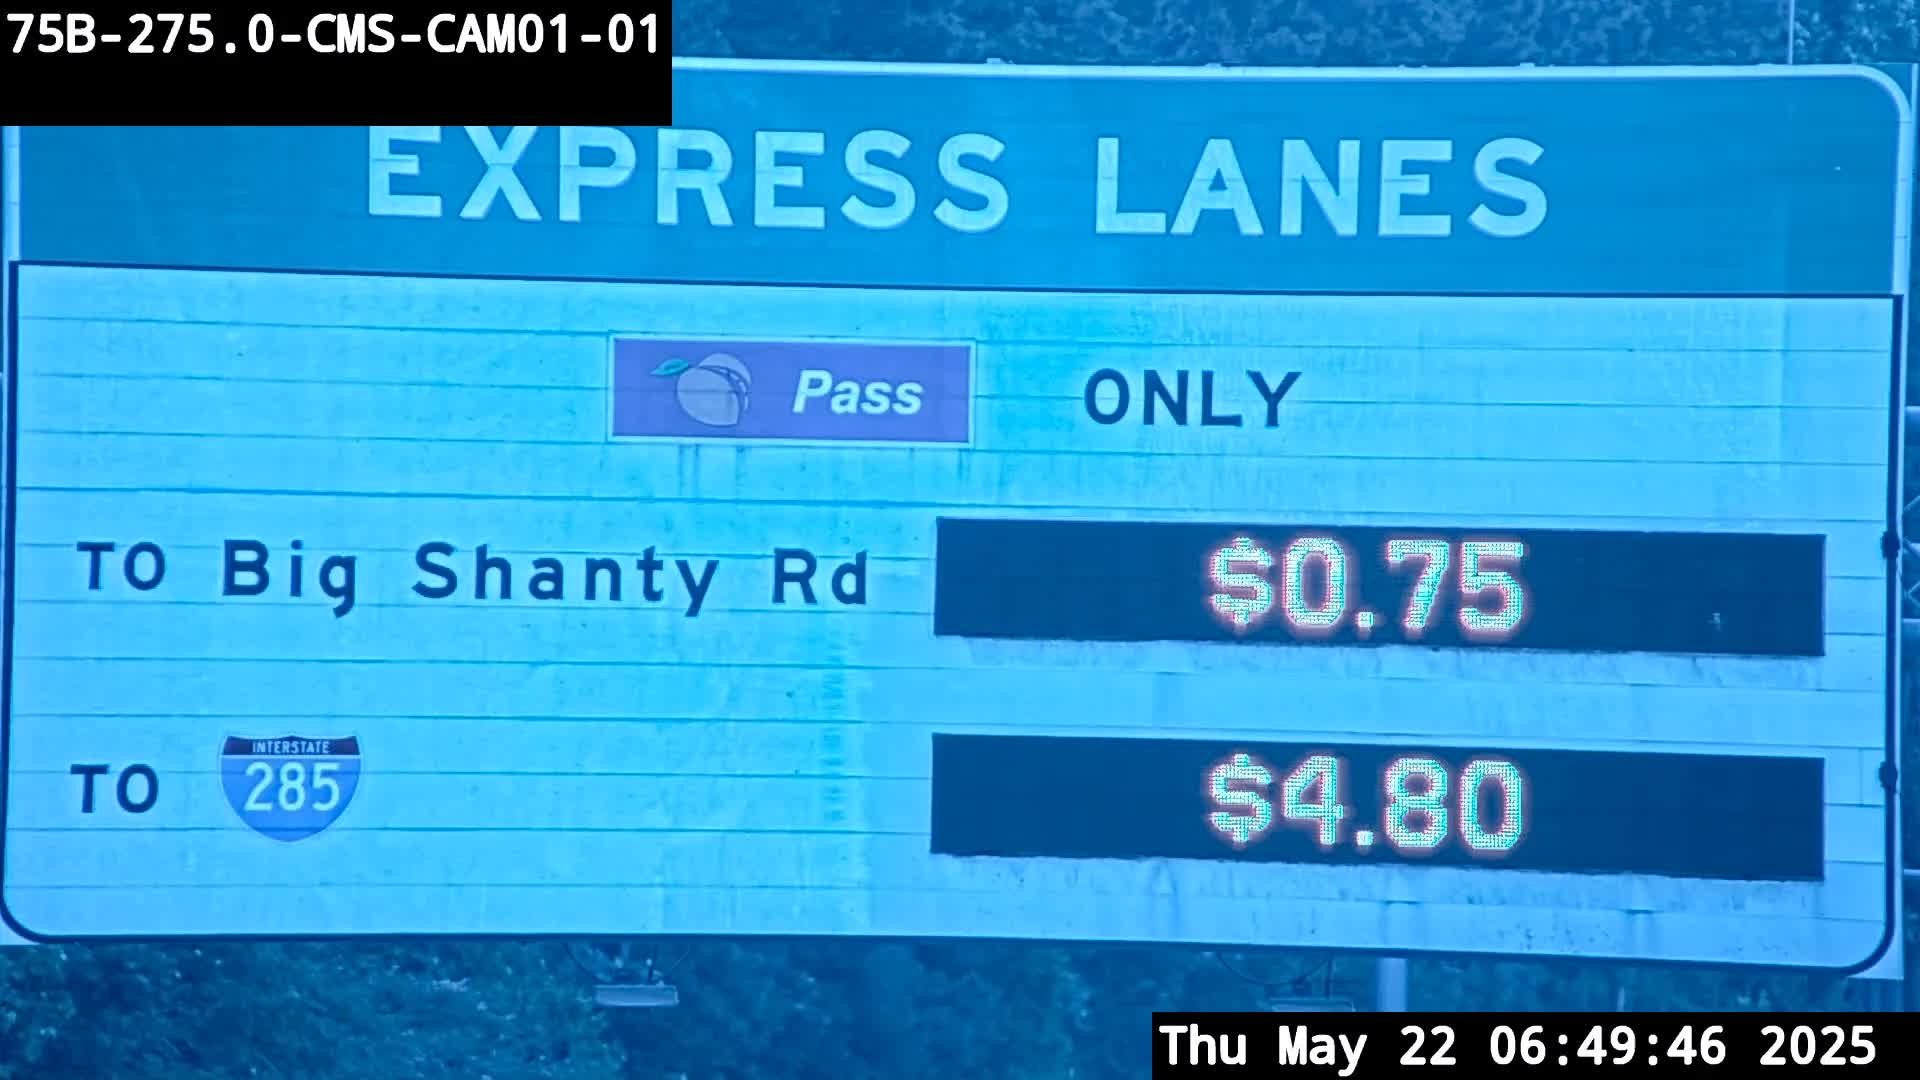 75B-275.0-CMS-CAM01-01
EXPRESS LANES
Pass ONLY
TO Big Shanty Rd $0.75
TO INTERSTATE 285 $4.80
Thu May 22 06:49:46 2025